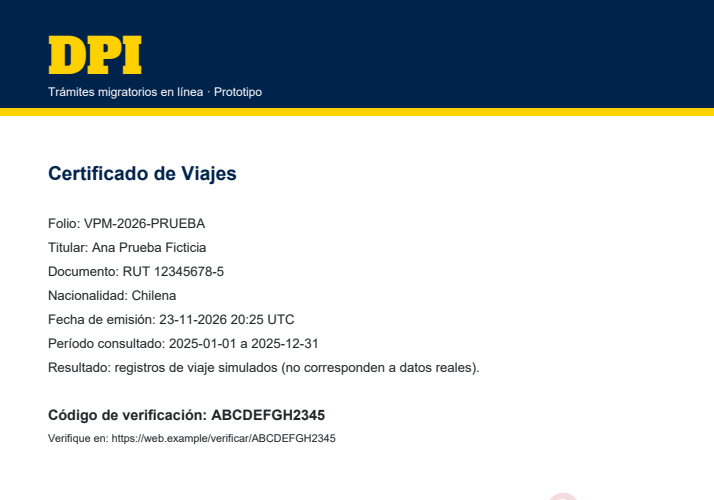 DPI
Trámites migratorios en línea · Prototipo
Certificado de Viajes
Folio: VPM-2026-PRUEBA
Titular: Ana Prueba Ficticia
Documento: RUT 12345678-5
Nacionalidad: Chilena
Fecha de emisión: 23-11-2026 20:25 UTC
Período consultado: 2025-01-01 a 2025-12-31
Resultado: registros de viaje simulados (no corresponden a datos reales).
Código de verificación: ABCDEFGH2345
Verifique en: https://web.example/verificar/ABCDEFGH2345